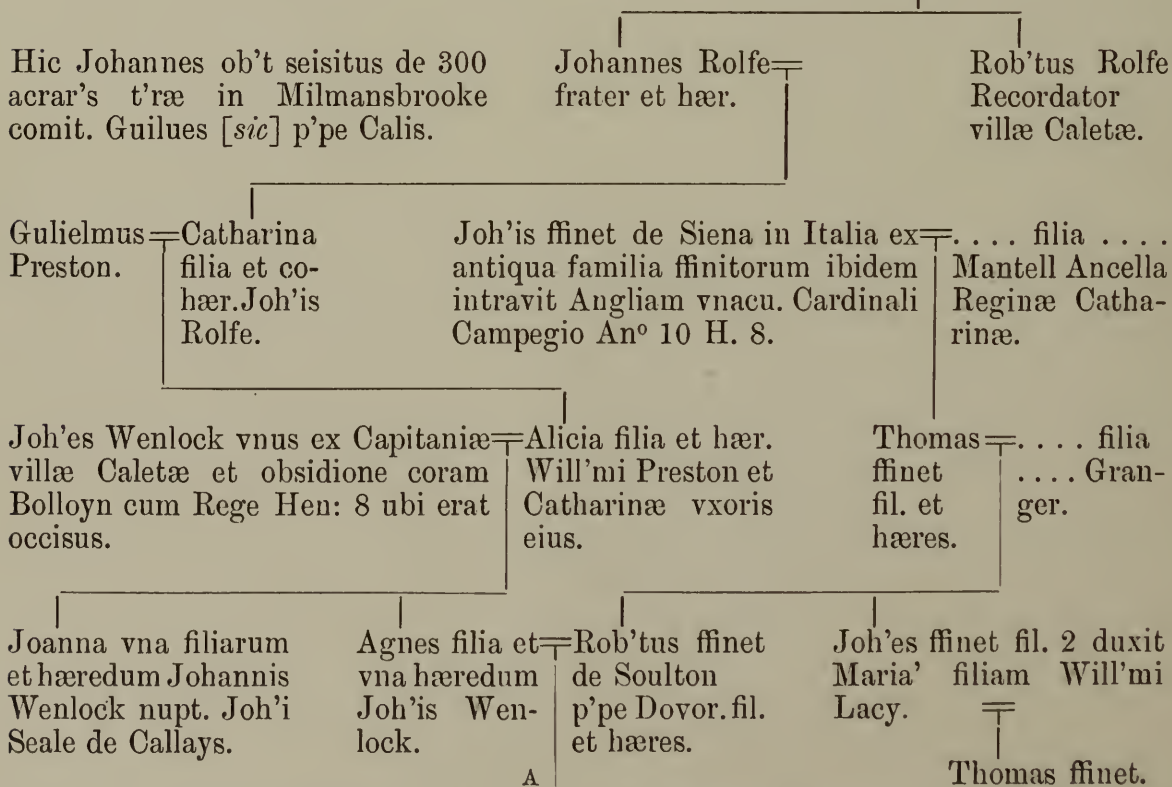 Hic Johannes ob't seisitus de 300
acrar's t'ræ in Milmansbrooke
comit. Guilues [sic] p'pe Calis.
Johannes Rolfe
frater et hær.
Rob'tus Rolfe
Recordator
villæ Caletæ.
Gulielmus
Preston.
Catharina
filia et co-
hær. Joh'is
Rolfe.
Joh'is ffinet de Siena in Italia ex
antiqua familia ffinitorum ibidem
intravit Angliam vnacu. Cardinali
Campegio Anº 10 H. 8.
. . . . filia . . . .
Mantell Ancella
Reginæ Catha-
rinæ.
Joh'es Wenlock vnus ex Capitaniæ
villæ Caletæ et obsidione coram
Bolloyn cum Rege Hen: 8 ubi erat
occisus.
Alicia filia et hær.
Will'mi Preston et
Catharinæ vxoris
eius.
Thomas
ffinet
fil. et
hæres.
. . . . filia
. . . . Gran-
ger.
Joanna vna filiarum
et hæredum Johannis
Wenlock nupt. Joh'i
Seale de Callays.
Agnes filia et
vna hæredum
Joh'is Wen-
lock.
Rob'tus ffinet
de Soulton
p'pe Dovor. fil.
et hæres.
Joh'es ffinet fil. 2 duxit
Maria' filiam Will'mi
Lacy.
A
Thomas ffinet.